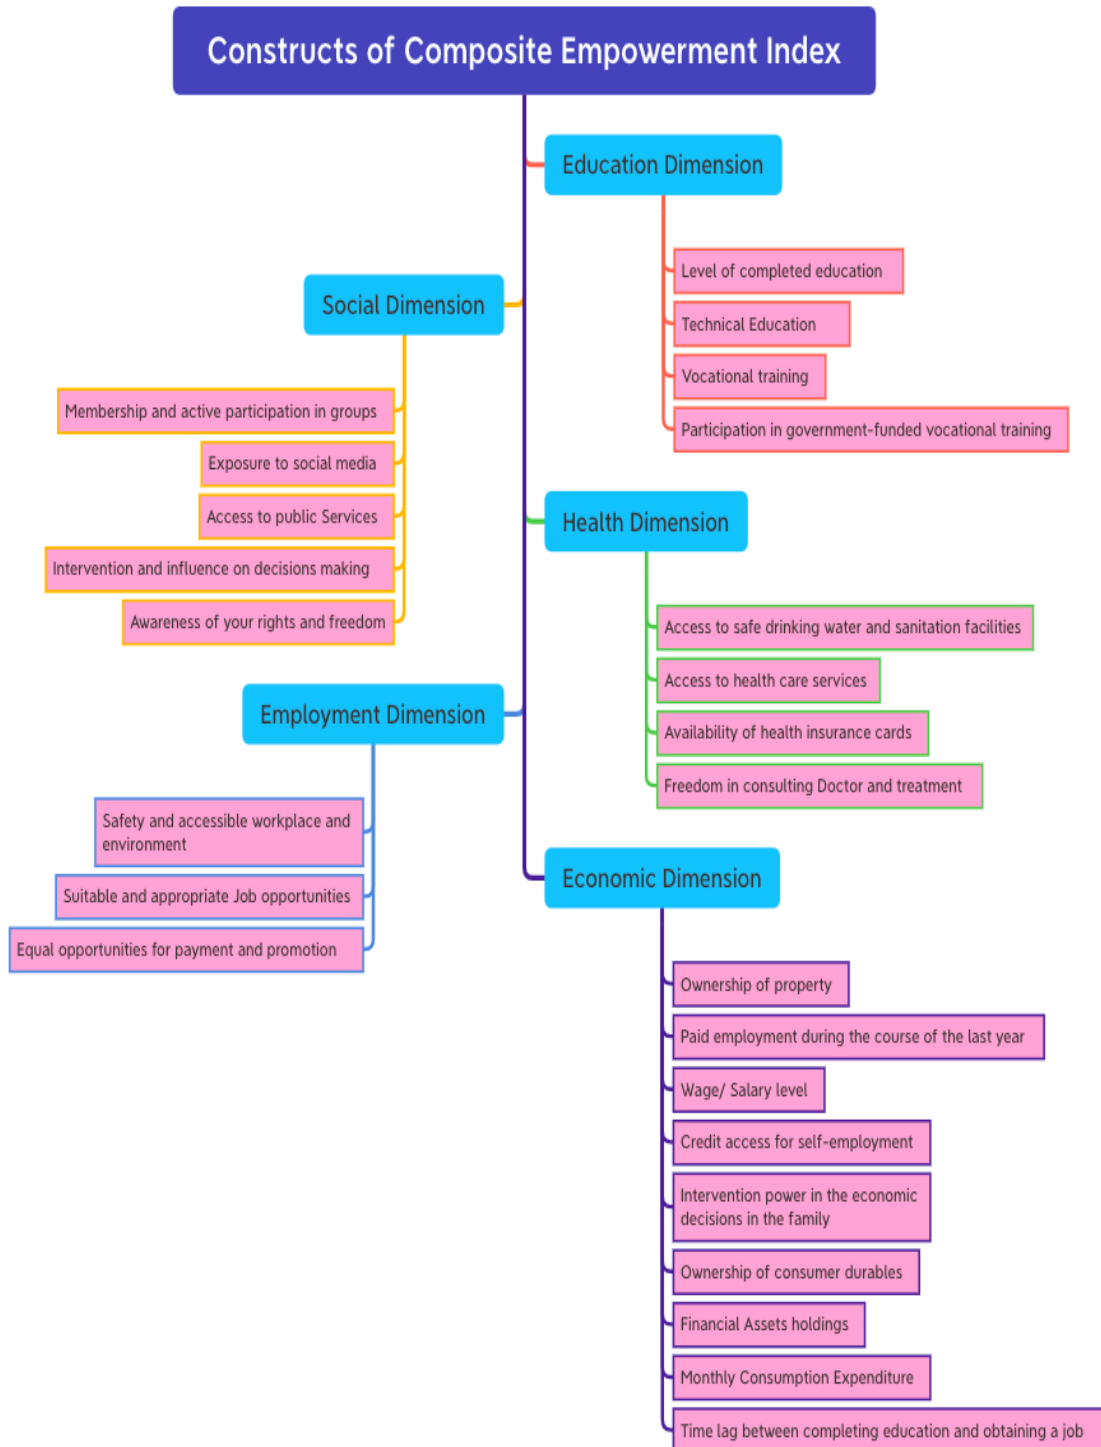 Constructs of Composite Empowerment Index
Education Dimension
Level of completed education
Technical Education
Vocational training
Participation in government-funded vocational training
Social Dimension
Membership and active participation in groups
Exposure to social media
Access to public Services
Intervention and influence on decisions making
Awareness of your rights and freedom
Health Dimension
Access to safe drinking water and sanitation facilities
Access to health care services
Availability of health insurance cards
Freedom in consulting Doctor and treatment
Employment Dimension
Safety and accessible workplace and
environment
Suitable and appropriate Job opportunities
Equal opportunities for payment and promotion
Economic Dimension
Ownership of property
Paid employment during the course of the last year
Wage/ Salary level
Credit access for self-employment
Intervention power in the economic
decisions in the family
Ownership of consumer durables
Financial Assets holdings
Monthly Consumption Expenditure
Time lag between completing education and obtaining a job